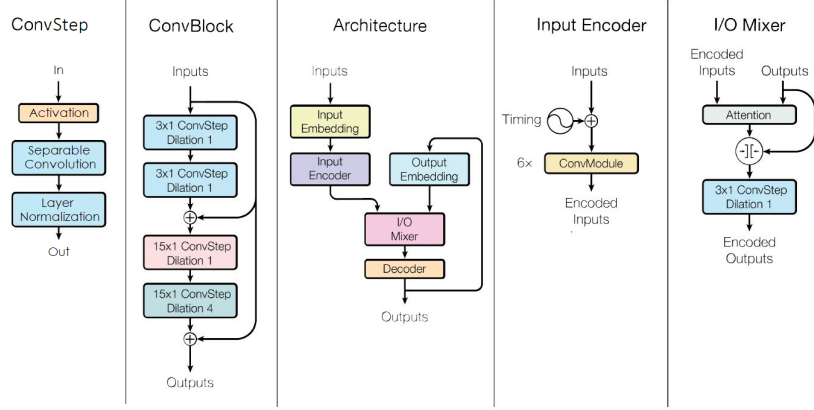 ConvStep
In
Activation
Separable
Convolution
Layer
Normalization
Out
ConvBlock
Inputs
3x1 ConvStep
Dilation 1
3x1 ConvStep
Dilation 1
15x1 ConvStep
Dilation 1
15x1 ConvStep
Dilation 4
Outputs
Architecture
Inputs
Input
Embedding
Input
Encoder
Output
Embedding
I/O
Mixer
Decoder
Outputs
Input Encoder
Inputs
Timing
6×
ConvModule
Encoded
Inputs
I/O Mixer
Encoded
Inputs
Outputs
Attention
3x1 ConvStep
Dilation 1
Encoded
Outputs